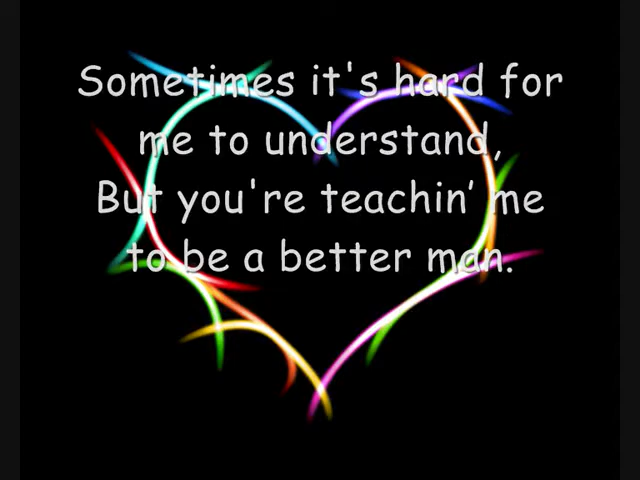 Sometimes it's hard for
me to understand,
But you're teachin’ me
to be a better man.